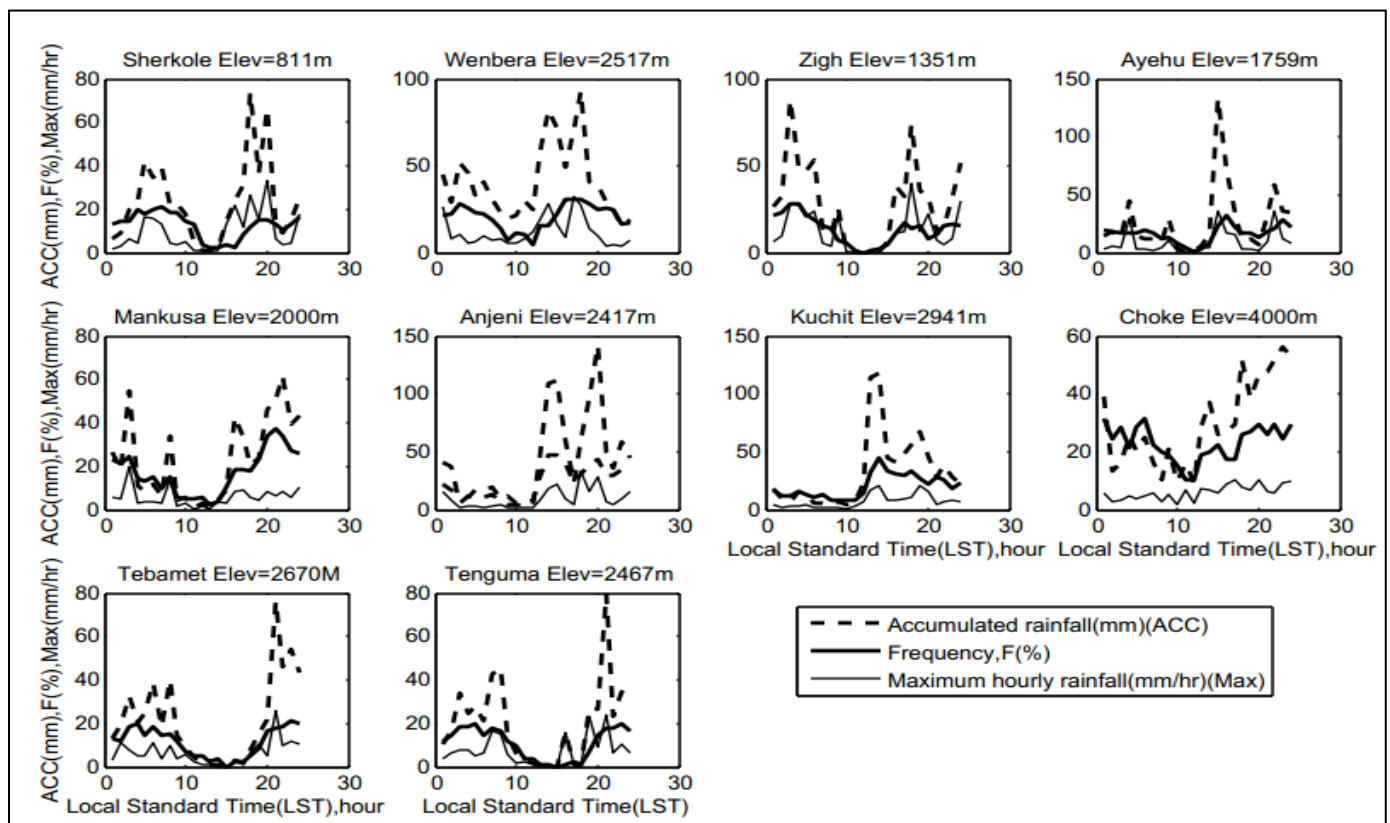 Sherkole Elev=811m
Wenbera Elev=2517m
Zigh Elev=1351m
Ayehu Elev=1759m
ACC(mm),F(%),Max(mm/hr)
80
60
40
20
0
0 10 20 30
100
50
0
0 10 20 30
100
50
0
0 10 20 30
150
100
50
0
0 10 20 30
Mankusa Elev=2000m
Anjeni Elev=2417m
Kuchit Elev=2941m
Choke Elev=4000m
ACC(mm),F(%),Max(mm/hr)
80
60
40
20
0
0 10 20 30
150
100
50
0
0 10 20 30
150
100
50
0
0 10 20 30
Local Standard Time(LST),hour
60
40
20
0
0 10 20 30
Local Standard Time(LST),hour
Tebamet Elev=2670M
Tenguma Elev=2467m
ACC(mm),F(%),Max(mm/hr)
80
60
40
20
0
0 10 20 30
Local Standard Time(LST),hour
80
60
40
20
0
0 10 20 30
Local Standard Time(LST)
Accumulated rainfall(mm)(ACC)
Frequency,F(%)
Maximum hourly rainfall(mm/hr)(Max)